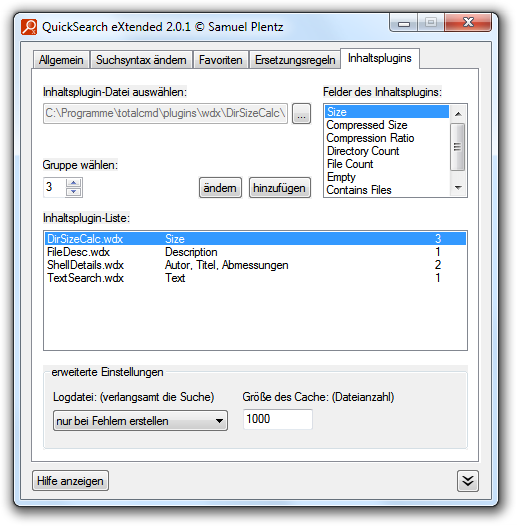 QuickSearch eXtended 2.0.1 © Samuel Plentz
Allgemein Suchsyntax ändern Favoriten Ersetzungsregeln Inhaltsplugins
Inhaltsplugin-Datei auswählen: Felder des Inhaltsplugins:
C:\Programme\totalcmd\plugins\wdx\DirSizeCalc\ ...
Size
Compressed Size
Compression Ratio
Directory Count
File Count
Empty
Contains Files
Gruppe wählen:
3 ändern hinzufügen
Inhaltsplugin-Liste:
DirSizeCalc.wdx Size 3
FileDesc.wdx Description 1
ShellDetails.wdx Autor, Titel, Abmessungen 2
TextSearch.wdx Text 1
erweiterte Einstellungen
Logdatei: (verlangsamt die Suche) Größe des Cache: (Dateianzahl)
nur bei Fehlern erstellen 1000
Hilfe anzeigen